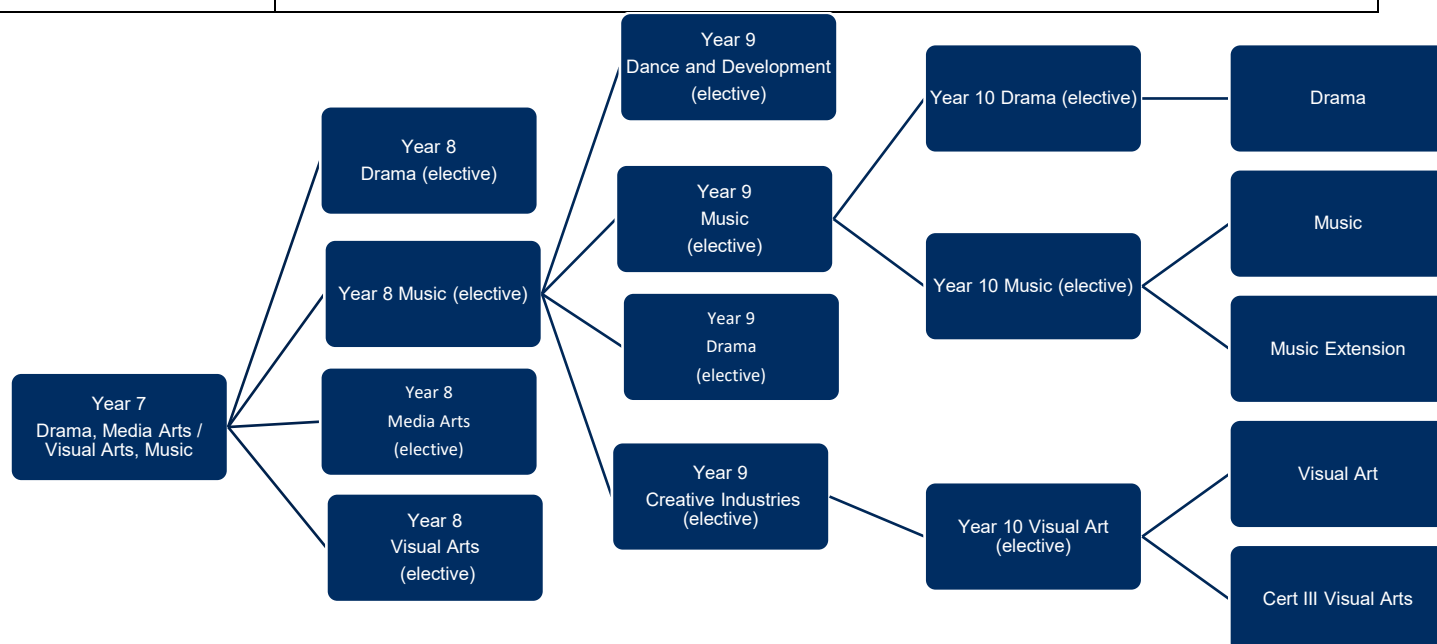 Year 7
Drama, Media Arts /
Visual Arts, Music
Year 8
Drama (elective)
Year 8 Music (elective)
Year 8
Media Arts
(elective)
Year 8
Visual Arts
(elective)
Year 9
Dance and Development
(elective)
Year 9
Music
(elective)
Year 9
Drama
(elective)
Year 9
Creative Industries
(elective)
Year 10 Drama (elective)
Year 10 Music (elective)
Year 10 Visual Art
(elective)
Drama
Music
Music Extension
Visual Art
Cert III Visual Arts